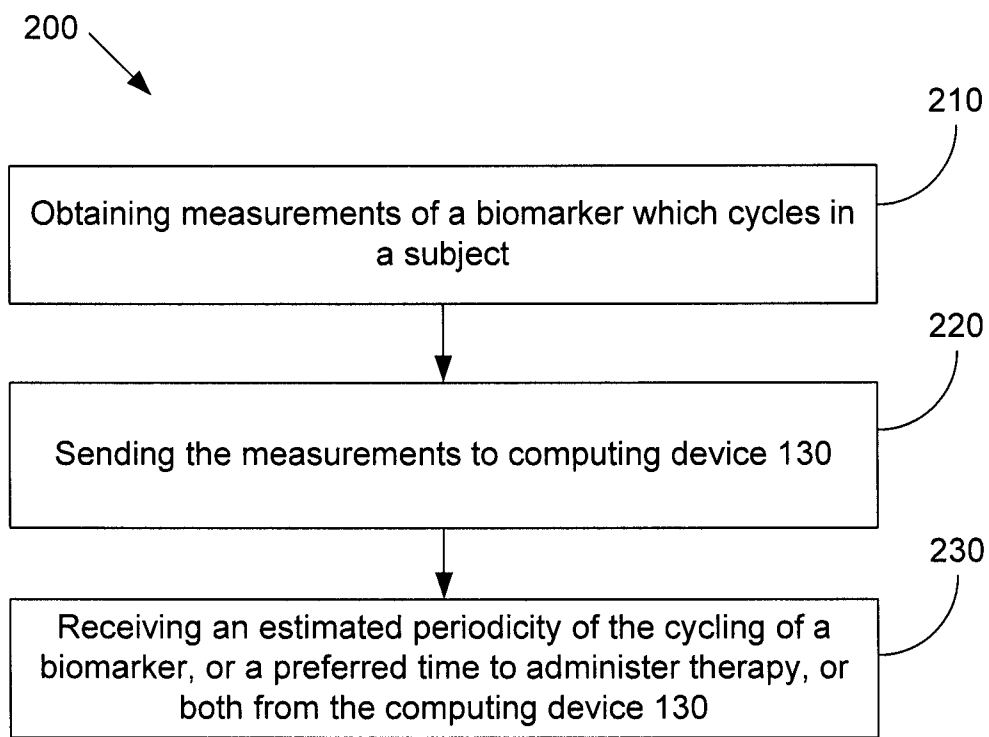 200
210
Obtaining measurements of a biomarker which cycles in
a subject
220
Sending the measurements to computing device 130
230
Receiving an estimated periodicity of the cycling of a
biomarker, or a preferred time to administer therapy, or
both from the computing device 130